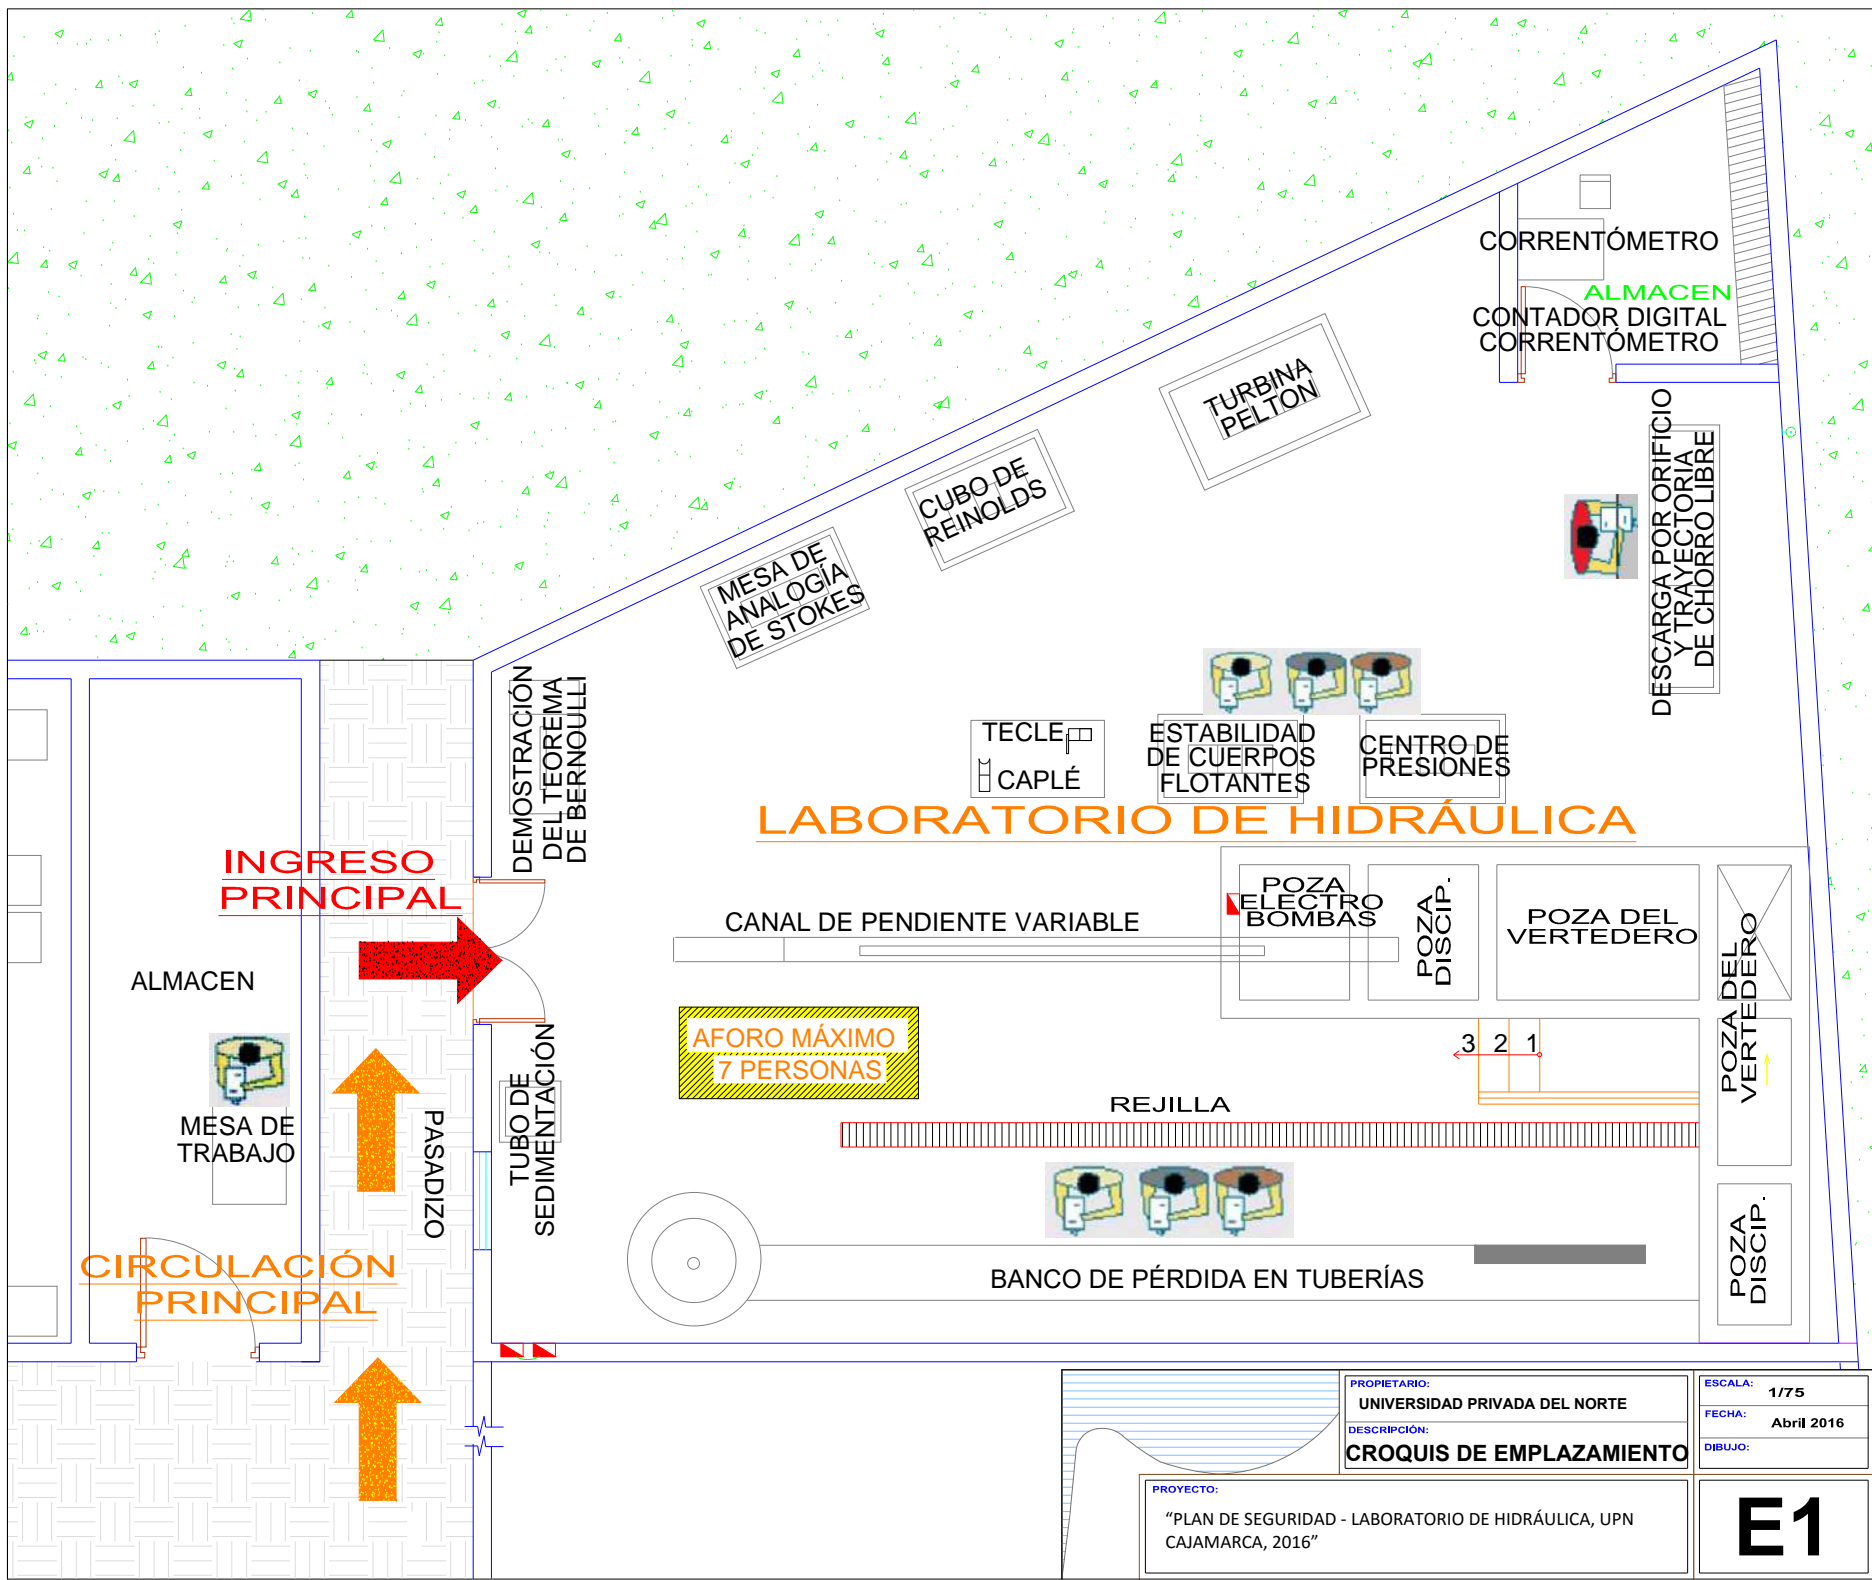 CORRENTÓMETRO
ALMACEN
CONTADOR DIGITAL
CORRENTÓMETRO
TURBINA
PELTON
CUBO DE
REINOLDS
MESA DE
ANALOGÍA
DE STOKES
DESCARGA POR ORIFICIO
Y TRAYECTORIA
DE CHORRO LIBRE
DEMOSTRACIÓN
DEL TEOREMA
DE BERNOULLI
TECLE
CAPLÉ
ESTABILIDAD
DE CUERPOS
FLOTANTES
CENTRO DE
PRESIONES
LABORATORIO DE HIDRÁULICA
INGRESO
PRINCIPAL
CANAL DE PENDIENTE VARIABLE
POZA
ELECTRO
BOMBAS
POZA
DISCIP.
POZA DEL
VERTEDERO
POZA DEL
VERTEDERO
ALMACEN
AFORO MÁXIMO
7 PERSONAS
3 2 1
POZA DEL
VERTEDERO
REJILLA
MESA DE
TRABAJO
PASADIZO
TUBO DE
SEDIMENTACIÓN
CIRCULACIÓN
PRINCIPAL
BANCO DE PÉRDIDA EN TUBERÍAS
POZA
DISCIP.
PROPIETARIO:
UNIVERSIDAD PRIVADA DEL NORTE
DESCRIPCIÓN:
CROQUIS DE EMPLAZAMIENTO
ESCALA: 1/75
FECHA: Abril 2016
DIBUJO:
PROYECTO:
“PLAN DE SEGURIDAD - LABORATORIO DE HIDRÁULICA, UPN
CAJAMARCA, 2016”
E1